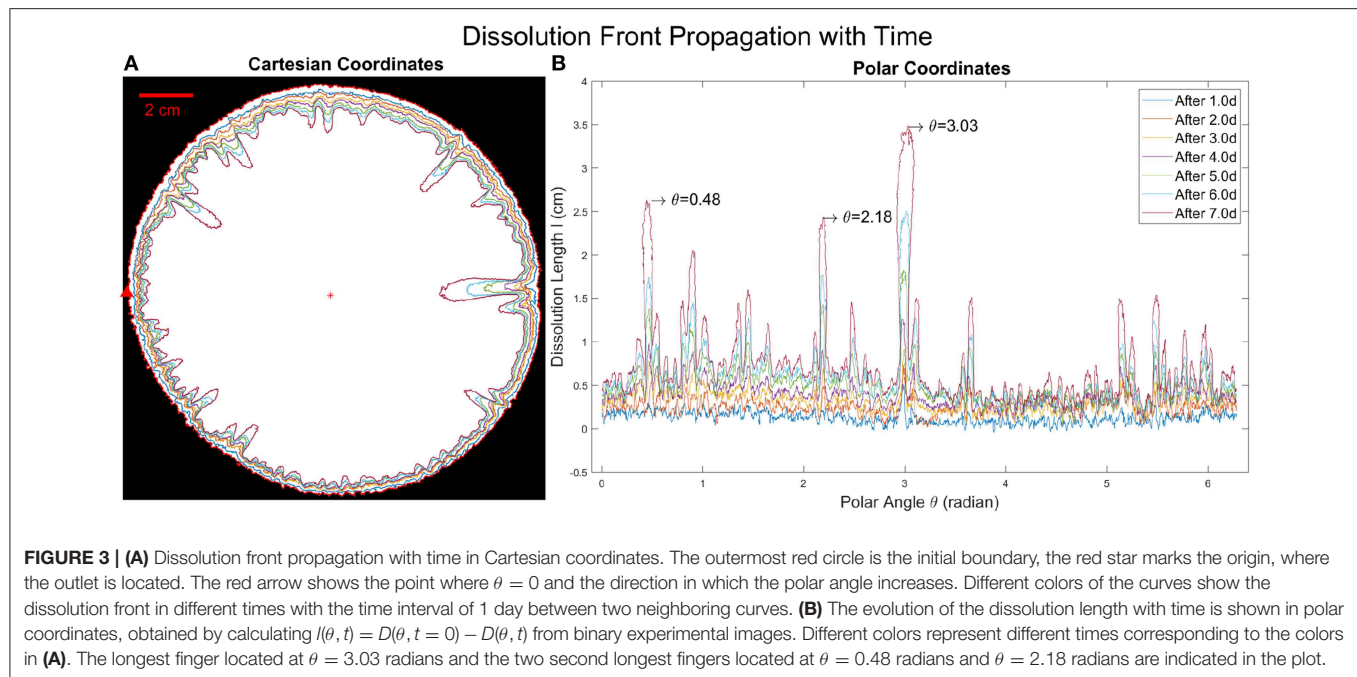 Dissolution Front Propagation with Time
A
Cartesian Coordinates
2 cm
B
Polar Coordinates
Dissolution Length l (cm)
4
3.5
3
2.5
2
1.5
1
0.5
0
-0.5
θ=0.48
θ=2.18
θ=3.03
After 1.0d
After 2.0d
After 3.0d
After 4.0d
After 5.0d
After 6.0d
After 7.0d
0 1 2 3 4 5 6
Polar Angle θ (radian)
FIGURE 3 | (A) Dissolution front propagation with time in Cartesian coordinates. The outermost red circle is the initial boundary, the red star marks the origin, where
the outlet is located. The red arrow shows the point where θ = 0 and the direction in which the polar angle increases. Different colors of the curves show the
dissolution front in different times with the time interval of 1 day between two neighboring curves. (B) The evolution of the dissolution length with time is shown in polar
coordinates, obtained by calculating l(θ, t) = D(θ, t = 0) − D(θ, t) from binary experimental images. Different colors represent different times corresponding to the colors
in (A). The longest finger located at θ = 3.03 radians and the two second longest fingers located at θ = 0.48 radians and θ = 2.18 radians are indicated in the plot.